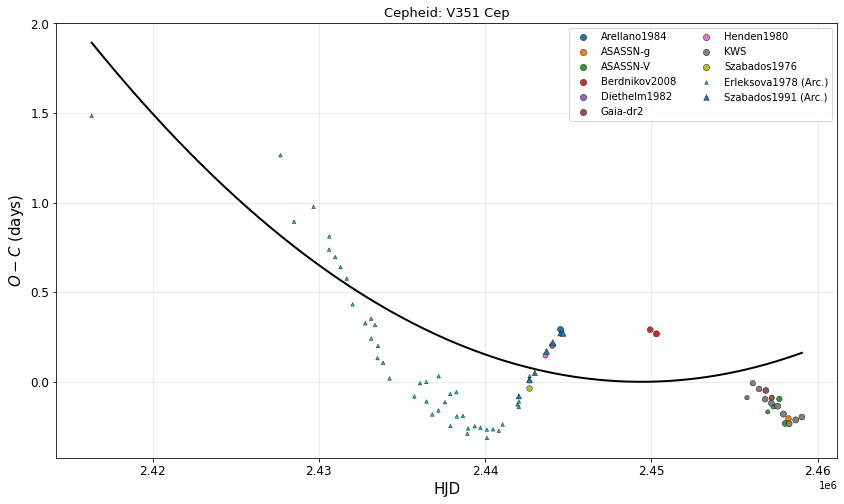 Cepheid: V351 Cep
2.0
1.5
1.0
0.5
0.0
O − C (days)
Arellano1984
ASASSN-g
ASASSN-V
Berdnikov2008
Diethelm1982
Gaia-dr2
Henden1980
KWS
Szabados1976
Erleksova1978 (Arc.)
Szabados1991 (Arc.)
2.42
2.43
2.44
2.45
2.46
1e6
HJD